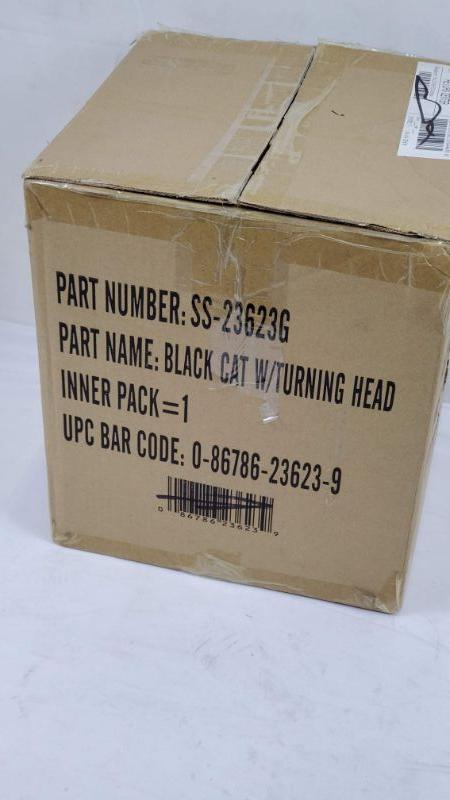 PART NUMBER: SS-23623G
PART NAME: BLACK CAT W/TURNING HEAD
INNER PACK=1
UPC BAR CODE: 0-86786-23623-9
0 86786 23623 9